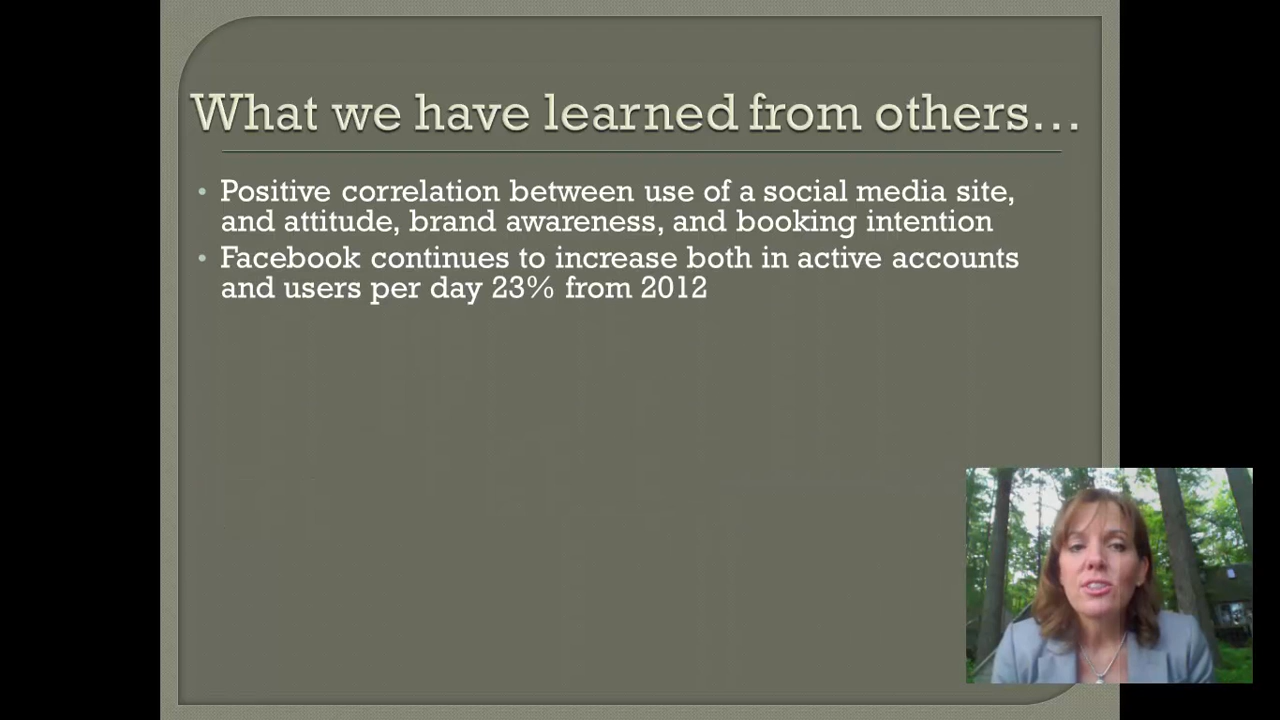 What we have learned from others...
• Positive correlation between use of a social media site,
and attitude, brand awareness, and booking intention
• Facebook continues to increase both in active accounts
and users per day 23% from 2012